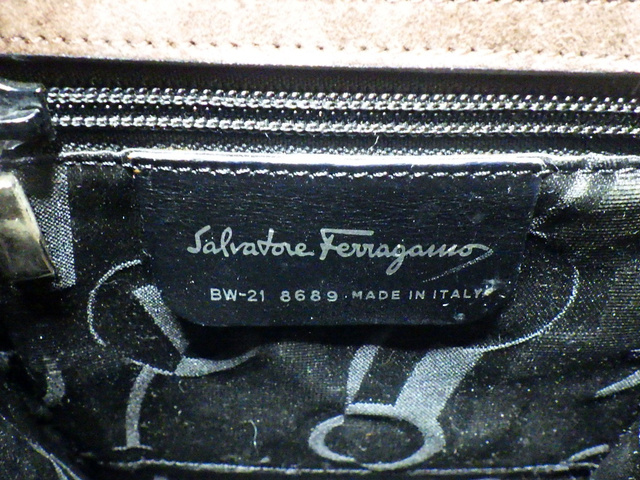 Salvatore Ferragamo
BW-21 8689 MADE IN ITALY